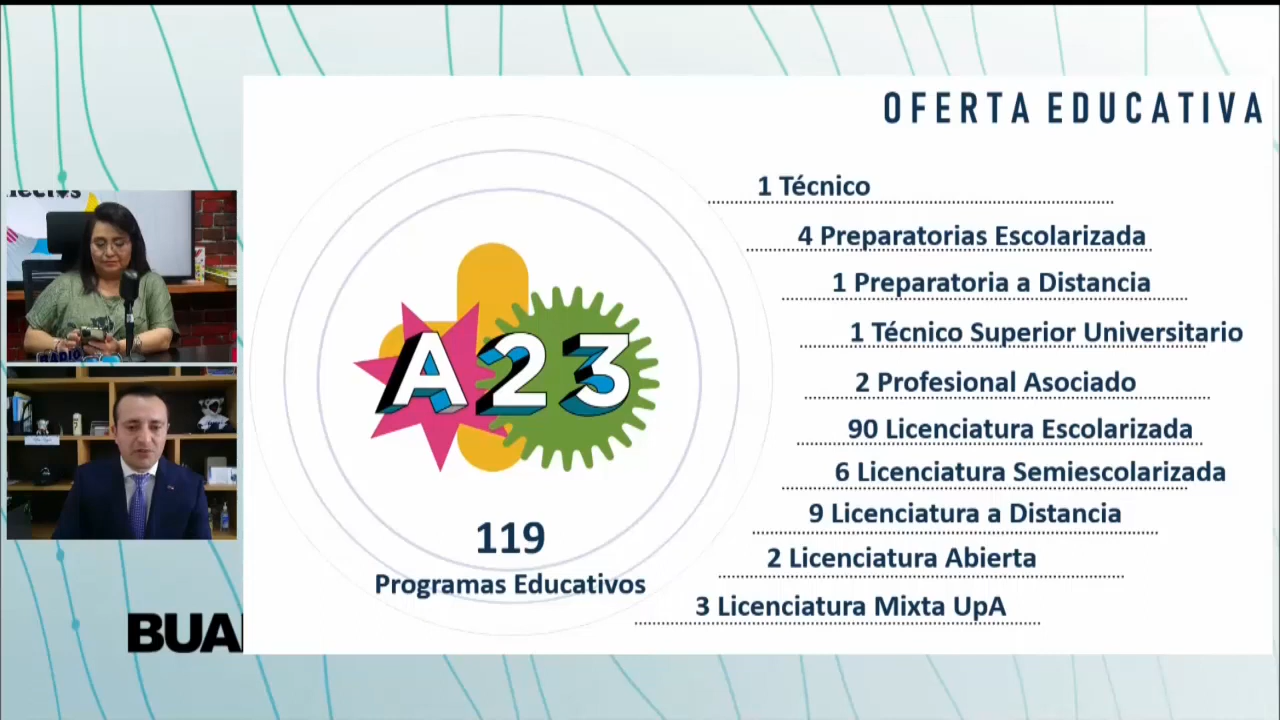 OFERTA EDUCATIVA
1 Técnico
4 Preparatorias Escolarizada
1 Preparatoria a Distancia
1 Técnico Superior Universitario
2 Profesional Asociado
90 Licenciatura Escolarizada
6 Licenciatura Semiescolarizada
9 Licenciatura a Distancia
2 Licenciatura Abierta
3 Licenciatura Mixta UpA
A23
119
Programas Educativos
RADIO
BUA